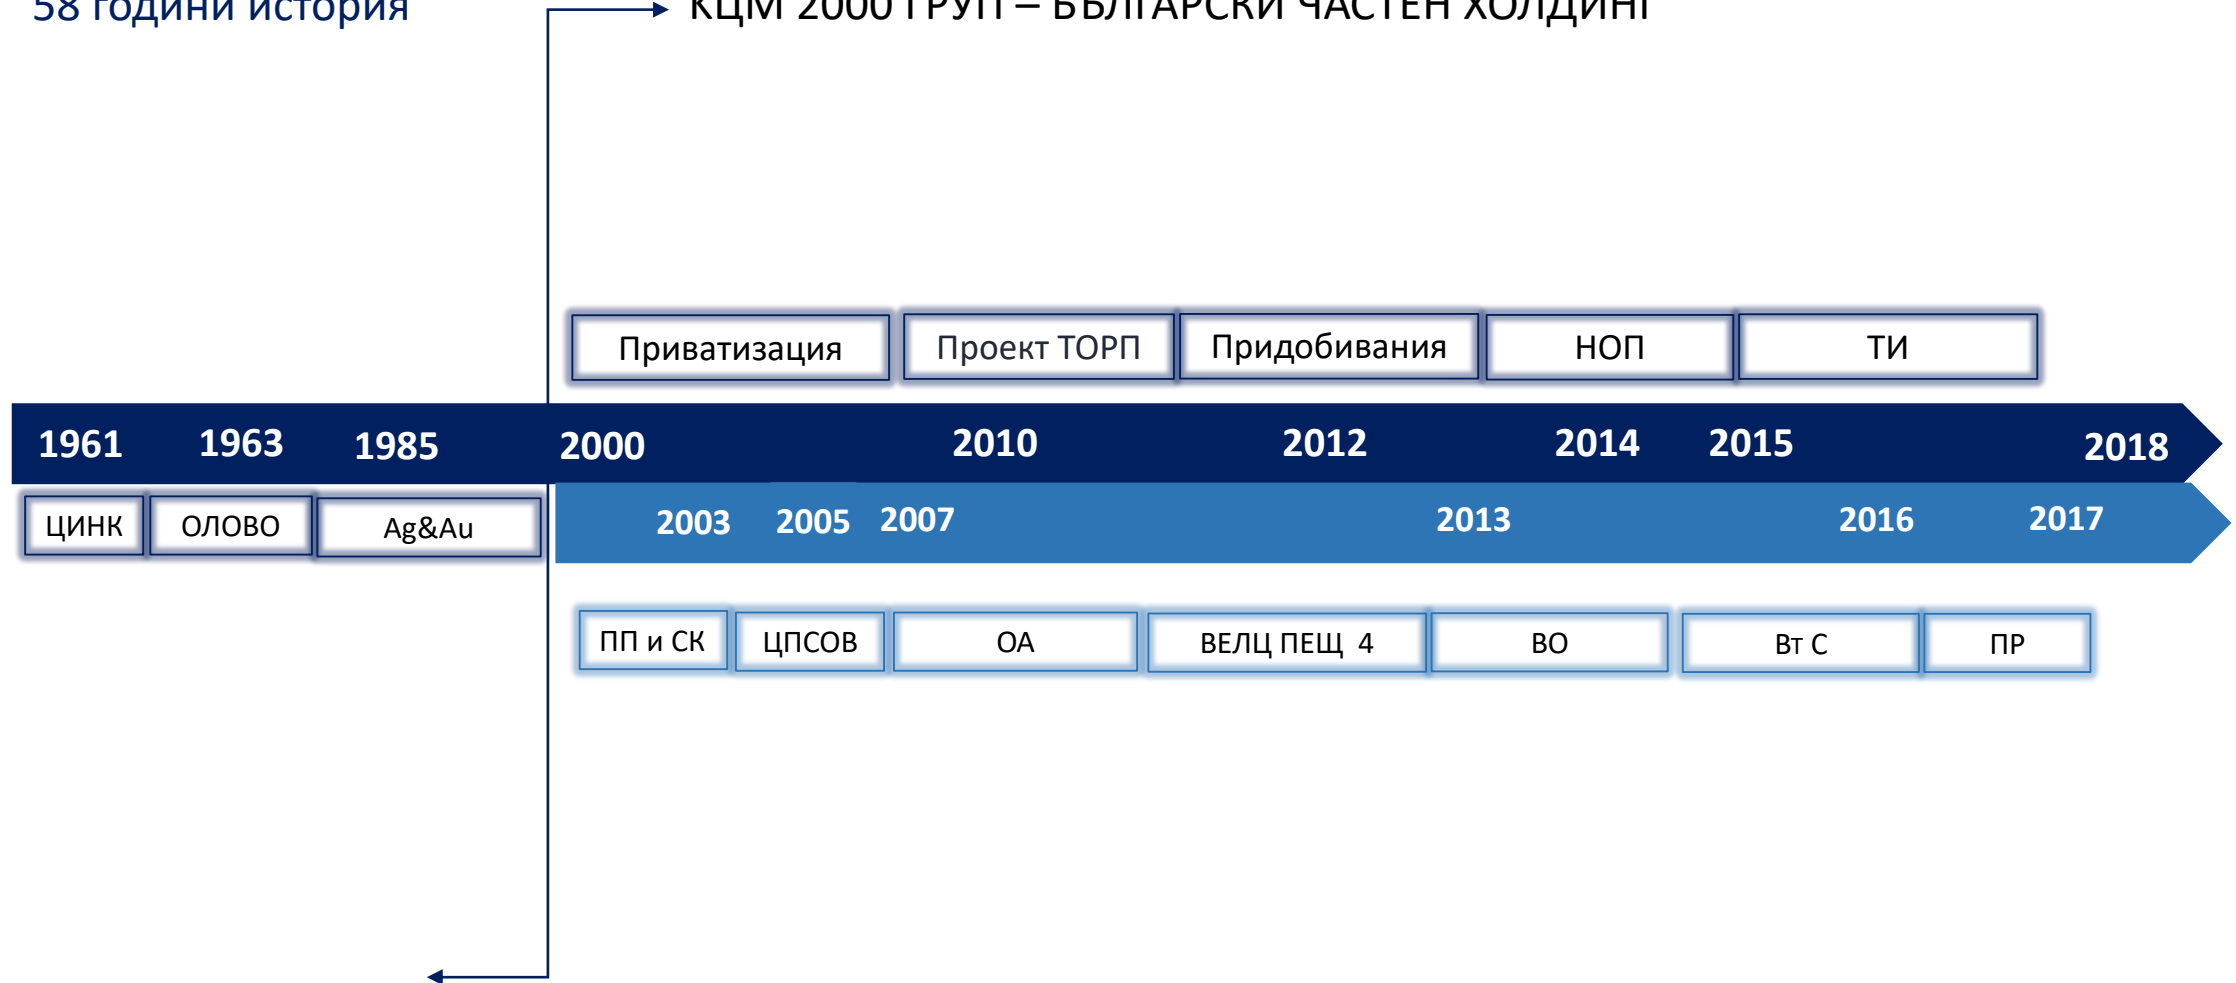 58 години история
КЦМ 2000 ГРУП – БЪЛГАРСКИ ЧАСТЕН ХОЛДИНГ
Приватизация Проект ТОРП Придобивания НОП ТИ
1961 1963 1985 2000 2010 2012 2014 2015 2018
ЦИНК ОЛОВО Ag&Au 2003 2005 2007 2013 2016 2017
ПП и СК ЦПСОВ ОА ВЕЛЦ ПЕЩ 4 ВО Вт С ПР